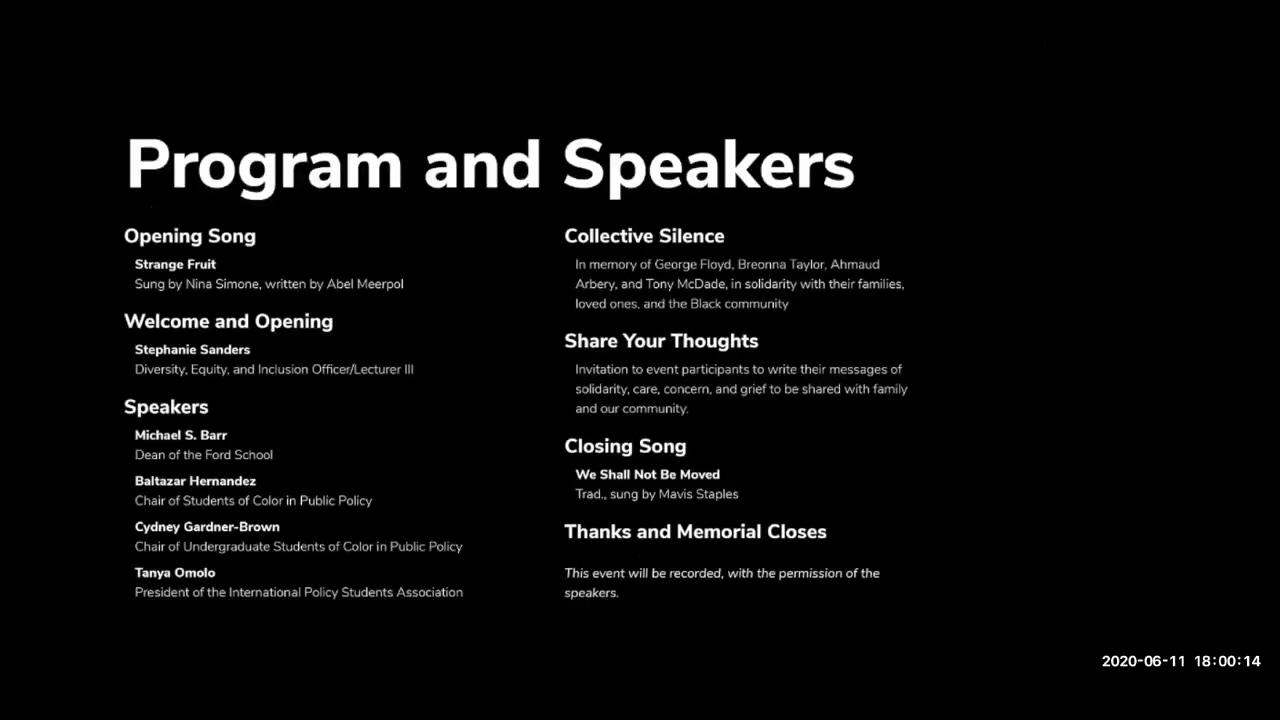 Program and Speakers
Opening Song
Strange Fruit
Sung by Nina Simone, written by Abel Meerpol
Welcome and Opening
Stephanie Sanders
Diversity, Equity, and Inclusion Officer/Lecturer III
Speakers
Michael S. Barr
Dean of the Ford School
Baltazar Hernandez
Chair of Students of Color in Public Policy
Cydney Gardner-Brown
Chair of Undergraduate Students of Color in Public Policy
Tanya Omolo
President of the International Policy Students Association
Collective Silence
In memory of George Floyd, Breonna Taylor, Ahmaud
Arbery, and Tony McDade, in solidarity with their families,
loved ones, and the Black community
Share Your Thoughts
Invitation to event participants to write their messages of
solidarity, care, concern, and grief to be shared with family
and our community.
Closing Song
We Shall Not Be Moved
Trad., sung by Mavis Staples
Thanks and Memorial Closes
This event will be recorded, with the permission of the
speakers.
2020-06-11 18:00:14